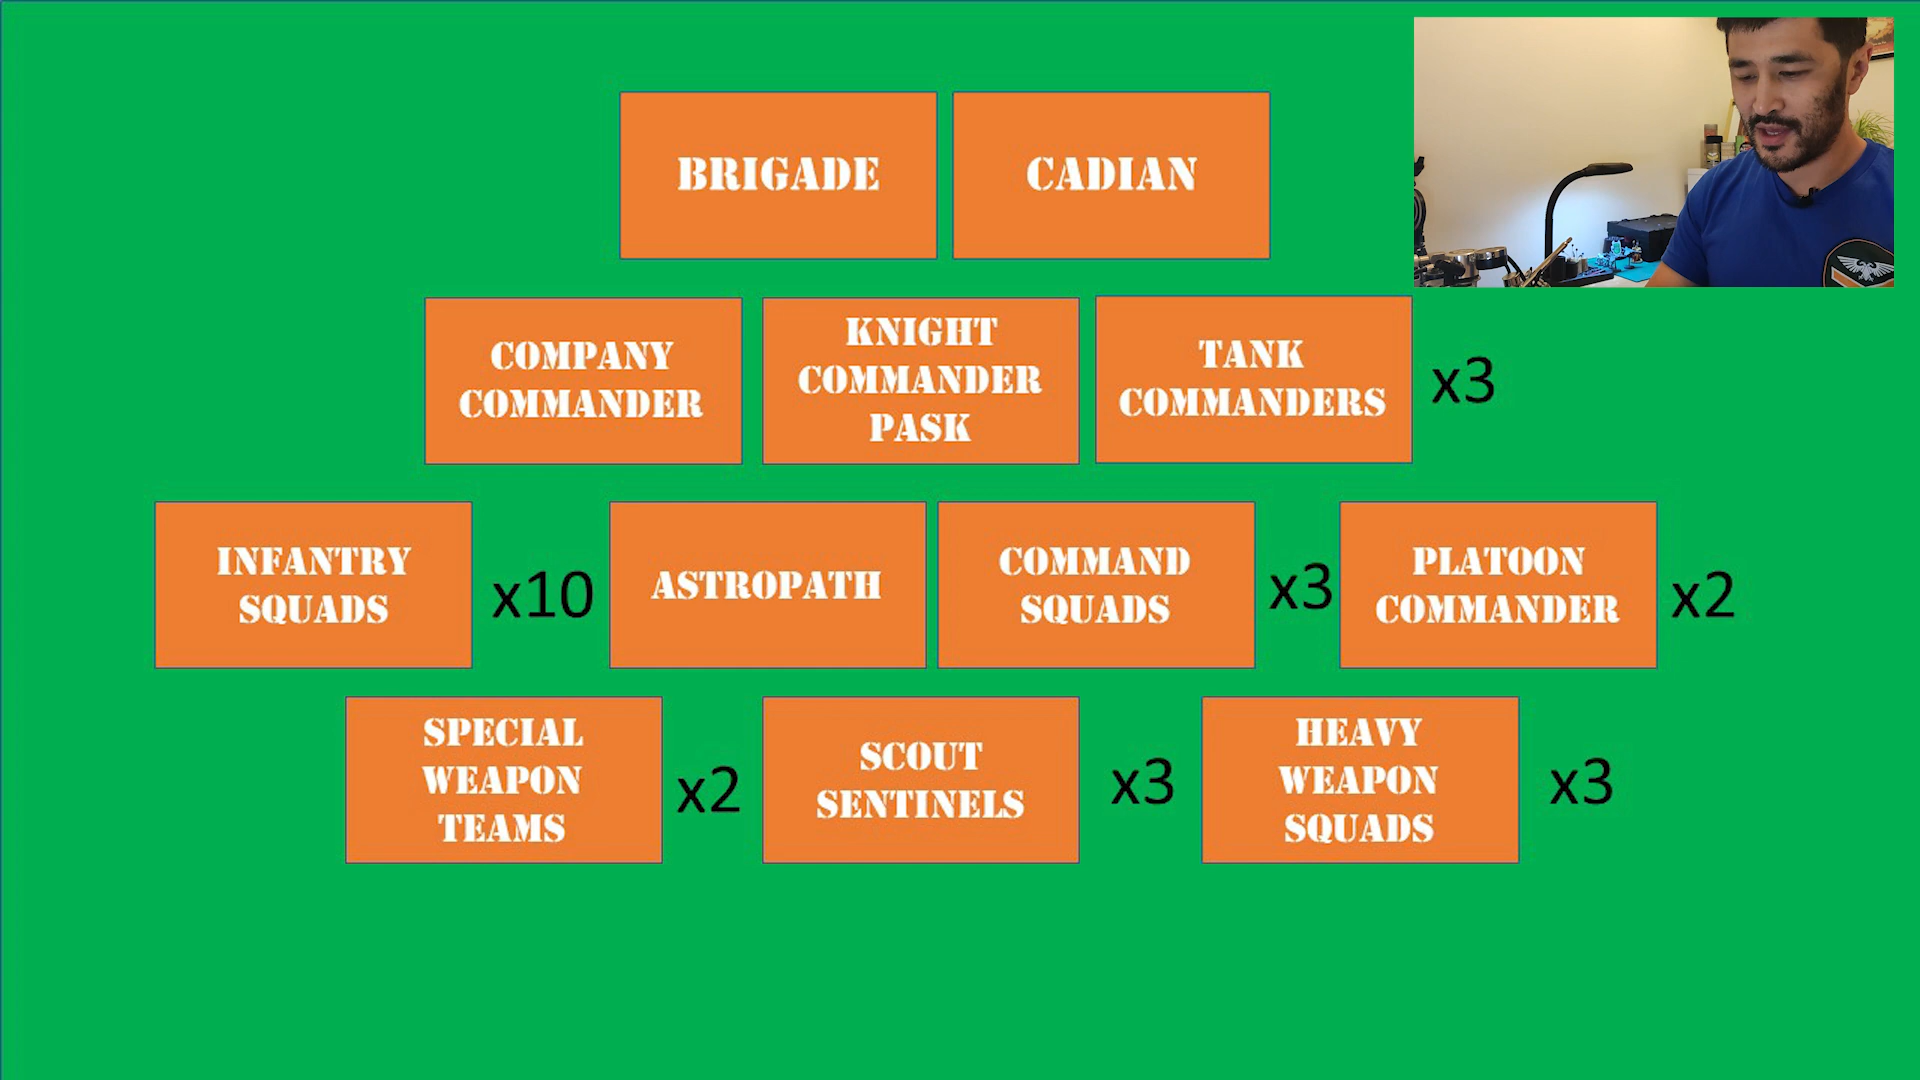 BRIGADE
CADIAN
COMPANY
COMMANDER
KNIGHT
COMMANDER
PASK
TANK
COMMANDERS
x3
INFANTRY
SQUADS
x10
ASTROPATH
COMMAND
SQUADS
x3
PLATOON
COMMANDER
x2
SPECIAL
WEAPON
TEAMS
x2
SCOUT
SENTINELS
x3
HEAVY
WEAPON
SQUADS
x3